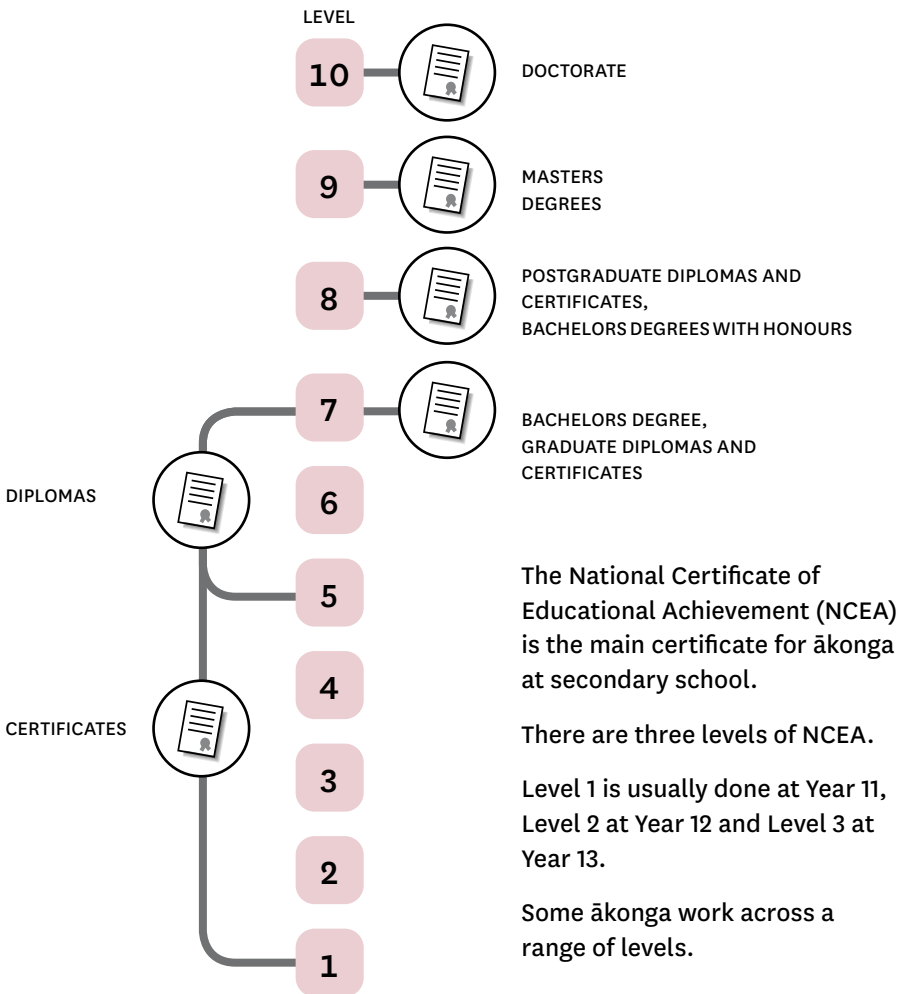 LEVEL
10
DOCTORATE
9
MASTERS
DEGREES
8
POSTGRADUATE DIPLOMAS AND
CERTIFICATES,
BACHELORS DEGREES WITH HONOURS
7
BACHELORS DEGREE,
GRADUATE DIPLOMAS AND
CERTIFICATES
DIPLOMAS
6
5
4
CERTIFICATES
3
2
1
The National Certificate of
Educational Achievement (NCEA)
is the main certificate for ākonga
at secondary school.
There are three levels of NCEA.
Level 1 is usually done at Year 11,
Level 2 at Year 12 and Level 3 at
Year 13.
Some ākonga work across a
range of levels.